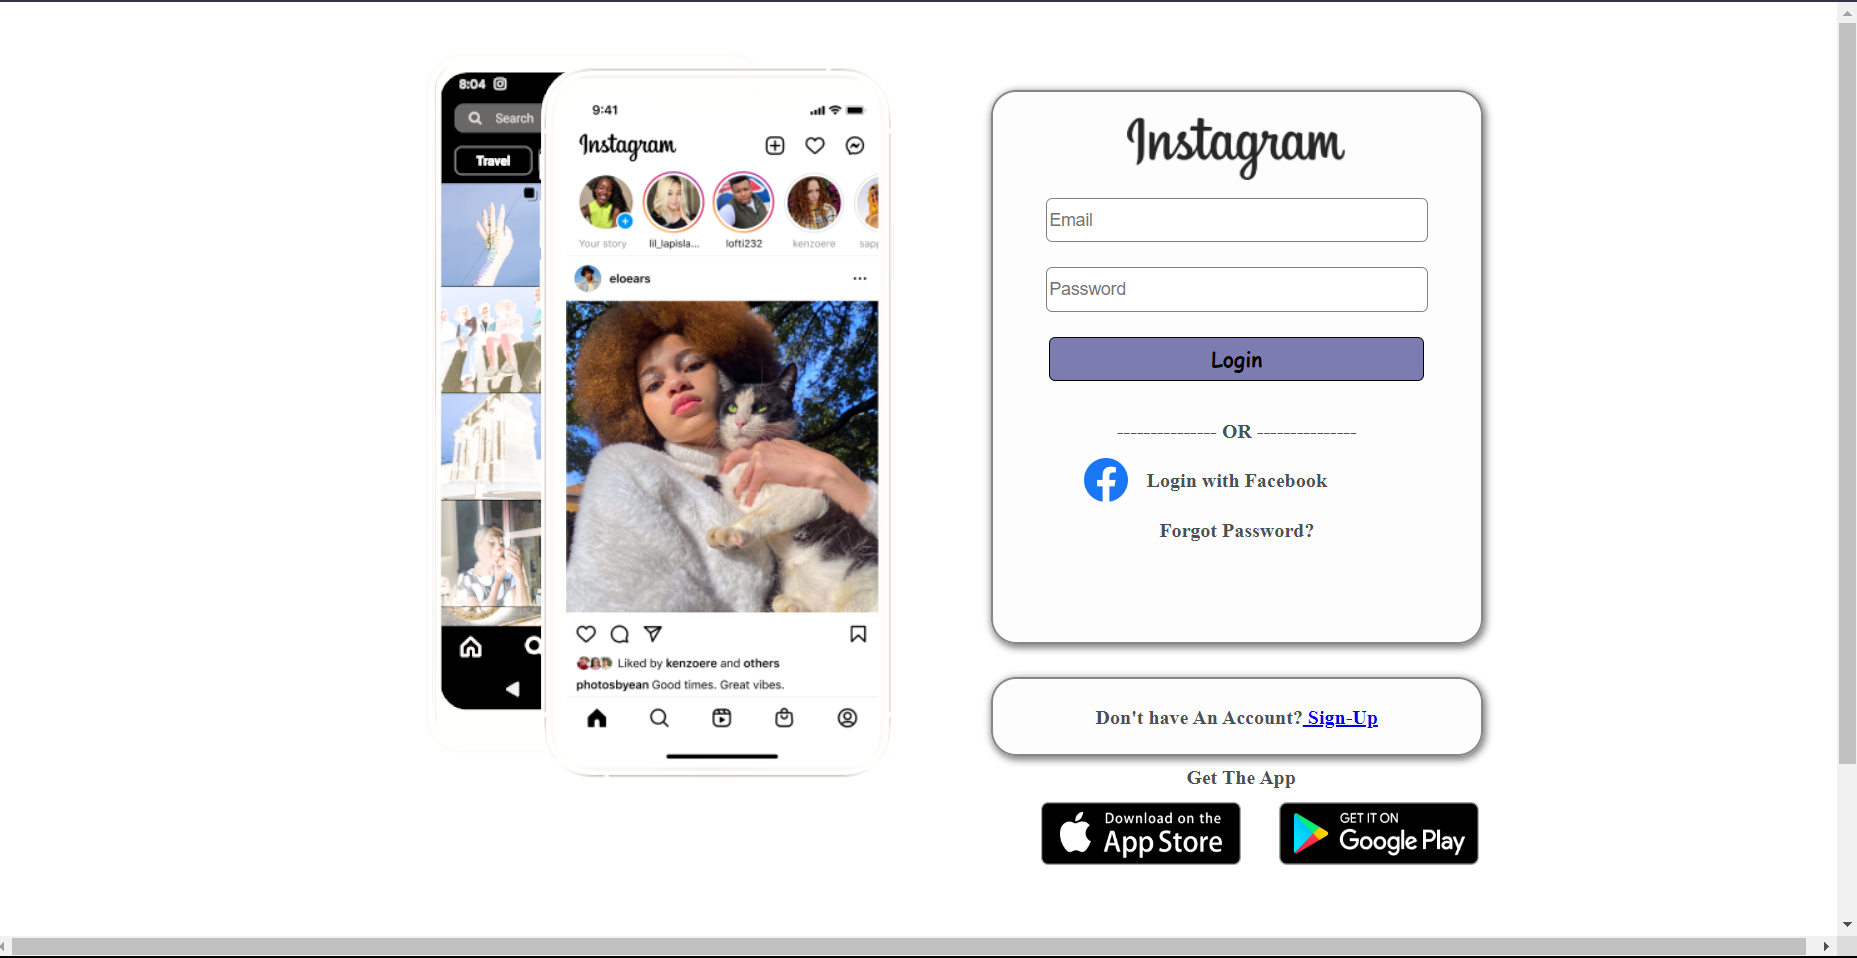 8:04
Search
Travel
9:41
Instagram
Your story
lil_lapisla...
lofti232
kenzoere
sapp
eloears
Liked by kenzoere and others
photosbyean Good times. Great vibes.
Instagram
Email
Password
Login
--------------- OR ---------------
Login with Facebook
Forgot Password?
Don't have An Account? Sign-Up
Get The App
Download on the
App Store
GET IT ON
Google Play